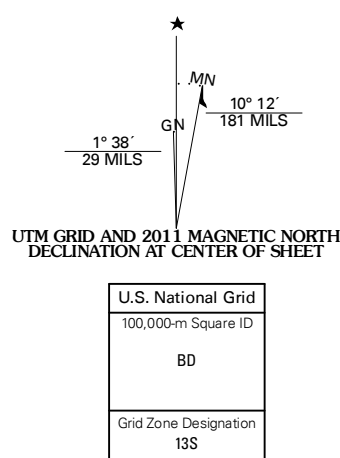 ★
MN
GN
10° 12´
181 MILS
1° 38´
29 MILS
UTM GRID AND 2011 MAGNETIC NORTH
DECLINATION AT CENTER OF SHEET
U.S. National Grid
100,000-m Square ID
BD
Grid Zone Designation
13S